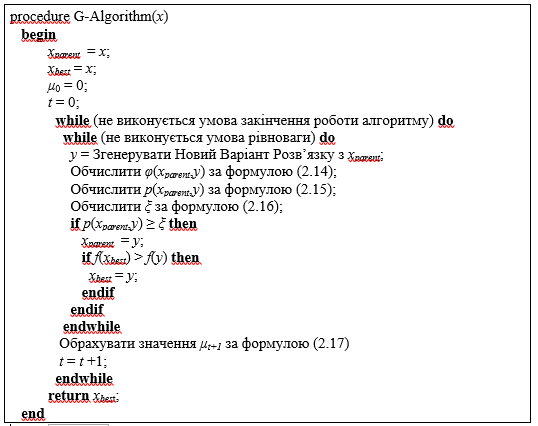 procedure G-Algorithm(x)
begin
xparent = x;
xbest = x;
μ0 = 0;
t = 0;
while (не виконується умова закінчення роботи алгоритму) do
while (не виконується умова рівноваги) do
y = Згенерувати Новий Варіант Розв’язку з xparent;
Обчислити φ(xparent,y) за формулою (2.14);
Обчислити p(xparent,y) за формулою (2.15);
Обчислити ξ за формулою (2.16);
if p(xparent,y) ≥ ξ then
xparent = y;
if f(xbest) > f(y) then
xbest = y;
endif
endif
endwhile
Обрахувати значення μt+1 за формулою (2.17)
t = t +1;
endwhile
return xbest;
end